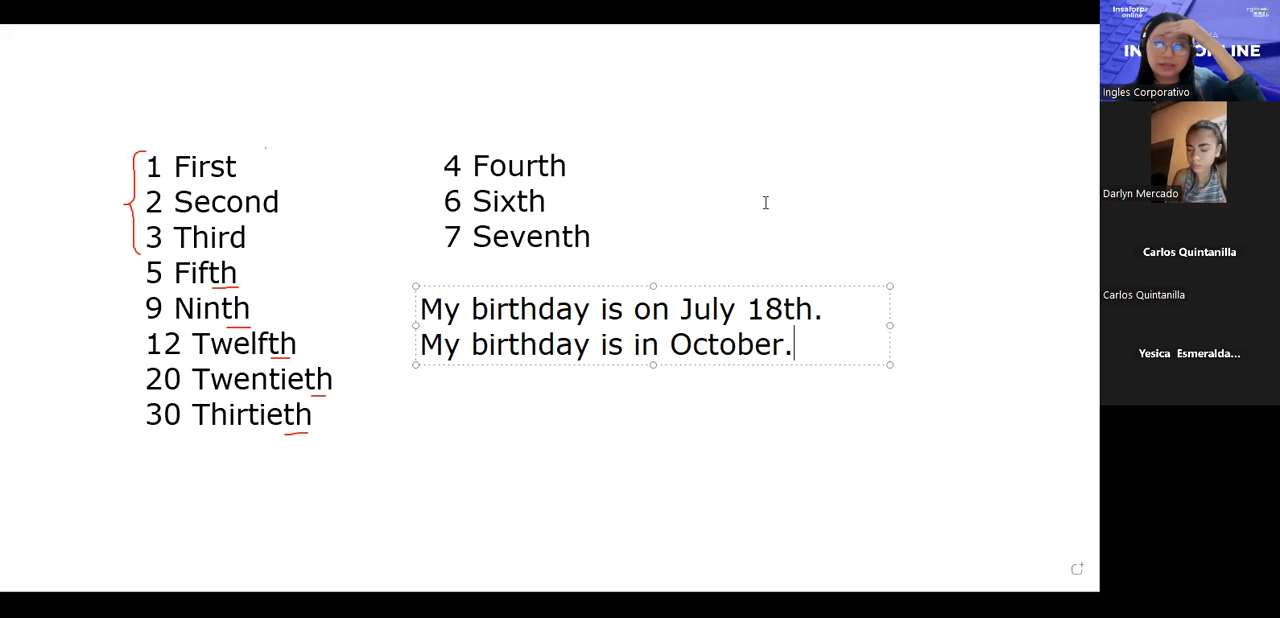 1 First
2 Second
3 Third
5 Fifth
9 Ninth
12 Twelfth
20 Twentieth
30 Thirtieth
4 Fourth
6 Sixth
7 Seventh
My birthday is on July 18th.
My birthday is in October.
Insaforp
online
Ingles Corporativo
Darlyn Mercado
Carlos Quintanilla
Carlos Quintanilla
Yesica Esmeralda...